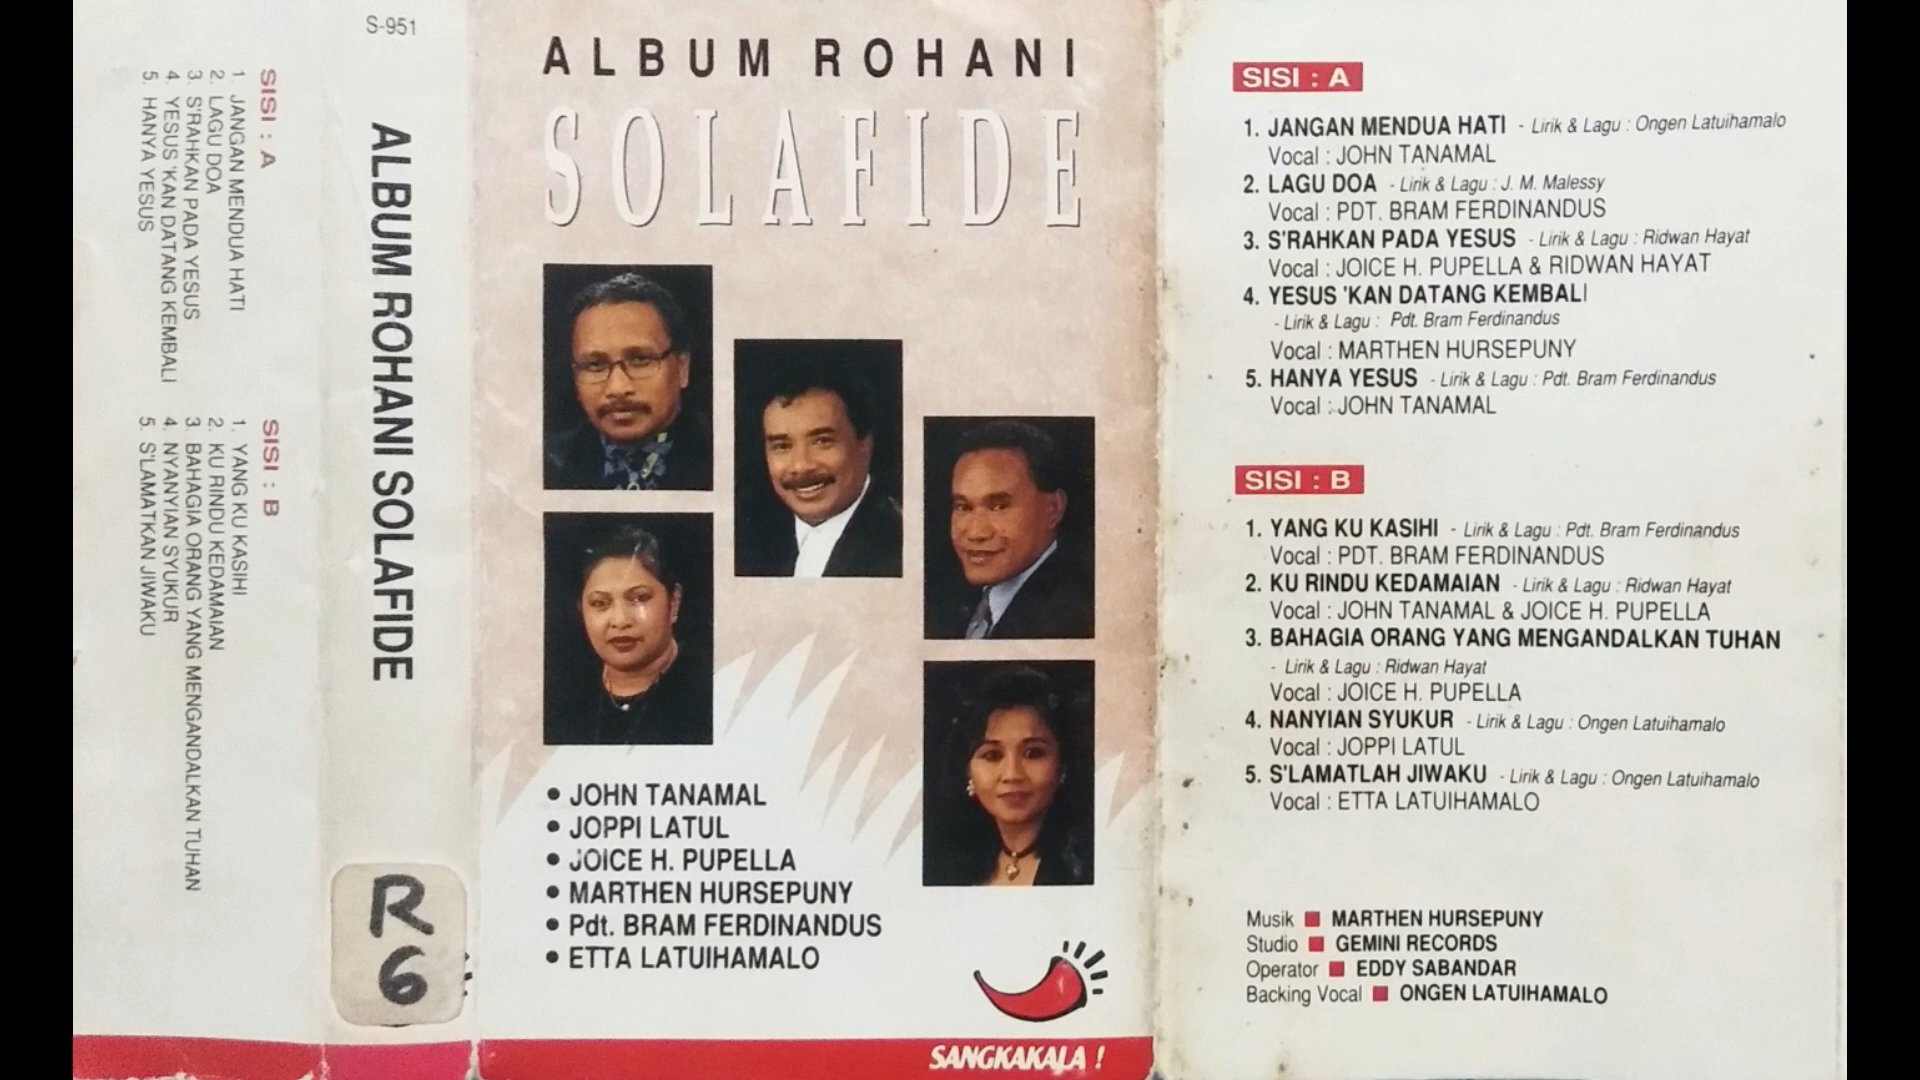 S-951
SISI : A
1. JANGAN MENDUA HATI
2. LAGU DOA
3. S'RAHKAN PADA YESUS
4. YESUS 'KAN DATANG KEMBALI
5. HANYA YESUS
SISI : B
1. YANG KU KASIHI
2. KU RINDU KEDAMAIAN
3. BAHAGIA ORANG YANG MENGANDALKAN TUHAN
4. NYANYIAN SYUKUR
5. S'LAMATKAN JIWAKU
ALBUM ROHANI SOLAFIDE
R
6
ALBUM ROHANI
SOLAFIDE
• JOHN TANAMAL
• JOPPI LATUL
• JOICE H. PUPELLA
• MARTHEN HURSEPUNY
• Pdt. BRAM FERDINANDUS
• ETTA LATUIHAMALO
SANGKAKALA !
SISI : A
1. JANGAN MENDUA HATI - Lirik & Lagu : Ongen Latuihamalo
Vocal : JOHN TANAMAL
2. LAGU DOA - Lirik & Lagu : J. M. Malessy
Vocal : PDT. BRAM FERDINANDUS
3. S'RAHKAN PADA YESUS - Lirik & Lagu : Ridwan Hayat
Vocal : JOICE H. PUPELLA & RIDWAN HAYAT
4. YESUS 'KAN DATANG KEMBALI
- Lirik & Lagu : Pdt. Bram Ferdinandus
Vocal : MARTHEN HURSEPUNY
5. HANYA YESUS - Lirik & Lagu : Pdt. Bram Ferdinandus
Vocal : JOHN TANAMAL
SISI : B
1. YANG KU KASIHI - Lirik & Lagu : Pdt. Bram Ferdinandus
Vocal : PDT. BRAM FERDINANDUS
2. KU RINDU KEDAMAIAN - Lirik & Lagu : Ridwan Hayat
Vocal : JOHN TANAMAL & JOICE H. PUPELLA
3. BAHAGIA ORANG YANG MENGANDALKAN TUHAN
- Lirik & Lagu : Ridwan Hayat
Vocal : JOICE H. PUPELLA
4. NANYIAN SYUKUR - Lirik & Lagu : Ongen Latuihamalo
Vocal : JOPPI LATUL
5. S'LAMATLAH JIWAKU - Lirik & Lagu : Ongen Latuihamalo
Vocal : ETTA LATUIHAMALO
Musik ■ MARTHEN HURSEPUNY
Studio ■ GEMINI RECORDS
Operator ■ EDDY SABANDAR
Backing Vocal ■ ONGEN LATUIHAMALO